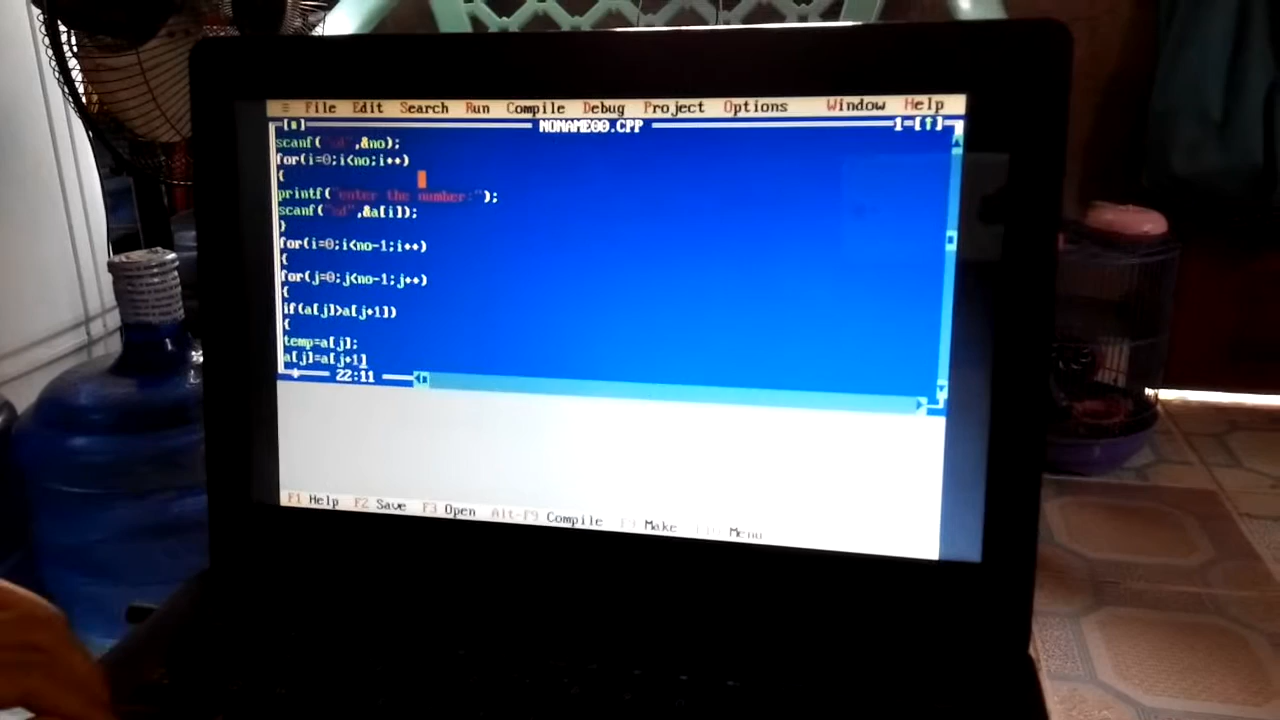 ≡ File Edit Search Run Compile Debug Project Options Window Help
[■] NONAME00.CPP 1=[↑]
scanf("%d",&no);
for(i=0;i<no;i++)
{
printf("enter the number:");
scanf("%d",&a[i]);
}
for(i=0;i<no-1;i++)
{
for(j=0;j<no-1;j++)
{
if(a[j]>a[j+1])
{
temp=a[j];
a[j]=a[j+1]
22:11
F1 Help F2 Save F3 Open Alt-F9 Compile F9 Make F10 Menu